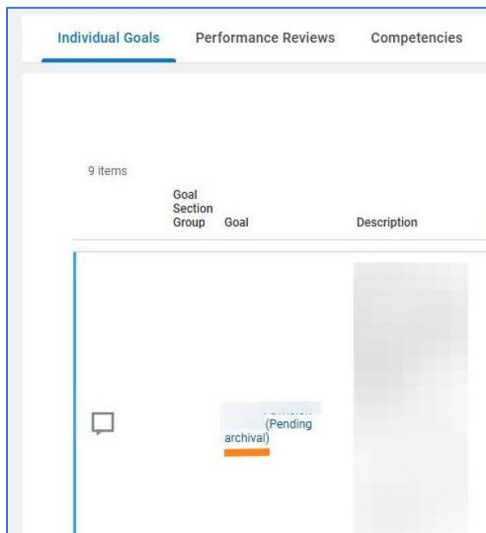 Individual Goals Performance Reviews Competencies
9 items
Goal
Section
Group Goal Description
(Pending
archival)